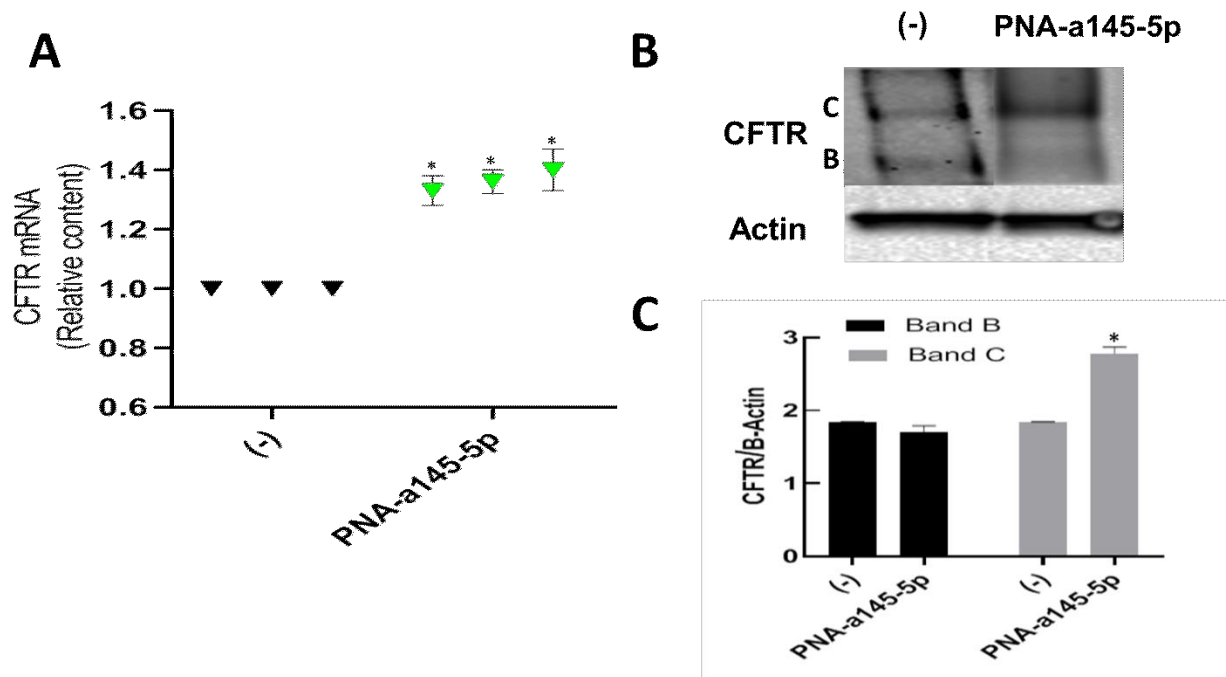 A
CFTR mRNA
(Relative content)
1.6
1.4
1.2
1.0
0.8
0.6
*
*
*
(-)
PNA-a145-5p
B
(-) PNA-a145-5p
CFTR
C
B
Actin
C
Band B
Band C
CFTR/B-Actin
3
2
1
0
*
(-)
PNA-a145-5p
(-)
PNA-a145-5p